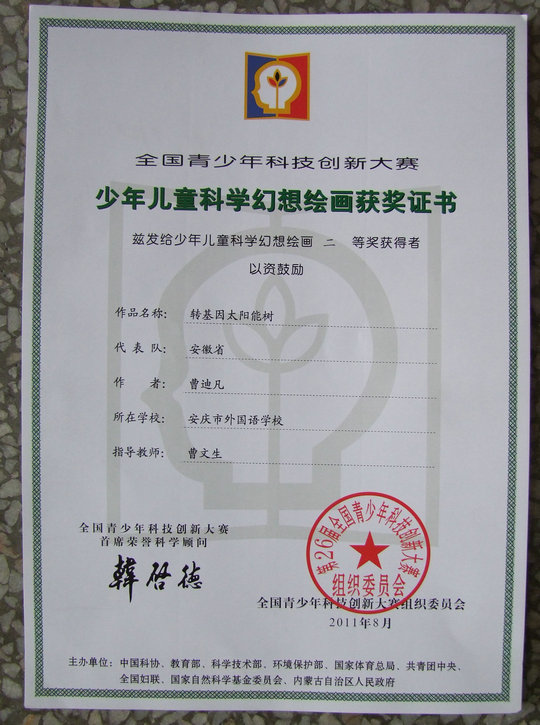 全国青少年科技创新大赛
少年儿童科学幻想绘画获奖证书
兹发给少年儿童科学幻想绘画 二 等奖获得者
以资鼓励
作品名称: 转基因太阳能树
代表队: 安徽省
作者: 曹迪凡
所在学校: 安庆市外国语学校
指导教师: 曹文生
全国青少年科技创新大赛
首席荣誉科学顾问
韩启德
第26届全国青少年科技创新大赛
组织委员会
全国青少年科技创新大赛组织委员会
2011年8月
主办单位: 中国科协、教育部、科学技术部、环境保护部、国家体育总局、共青团中央、
全国妇联、国家自然科学基金委员会、内蒙古自治区人民政府